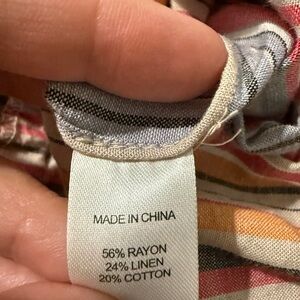 MADE IN CHINA
56% RAYON
24% LINEN
20% COTTON